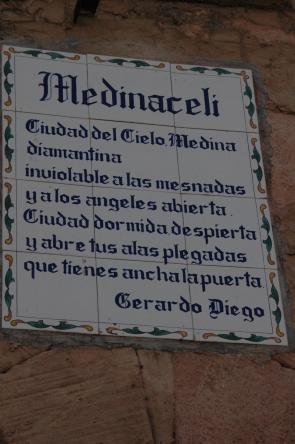 Medinaceli
Ciudad del Cielo, Medina
diamantina
inviolable a las mesnadas
y a los angeles abierta.
Ciudad dormida despierta
y abre tus alas plegadas
que tienes ancha la puerta.
Gerardo Diego